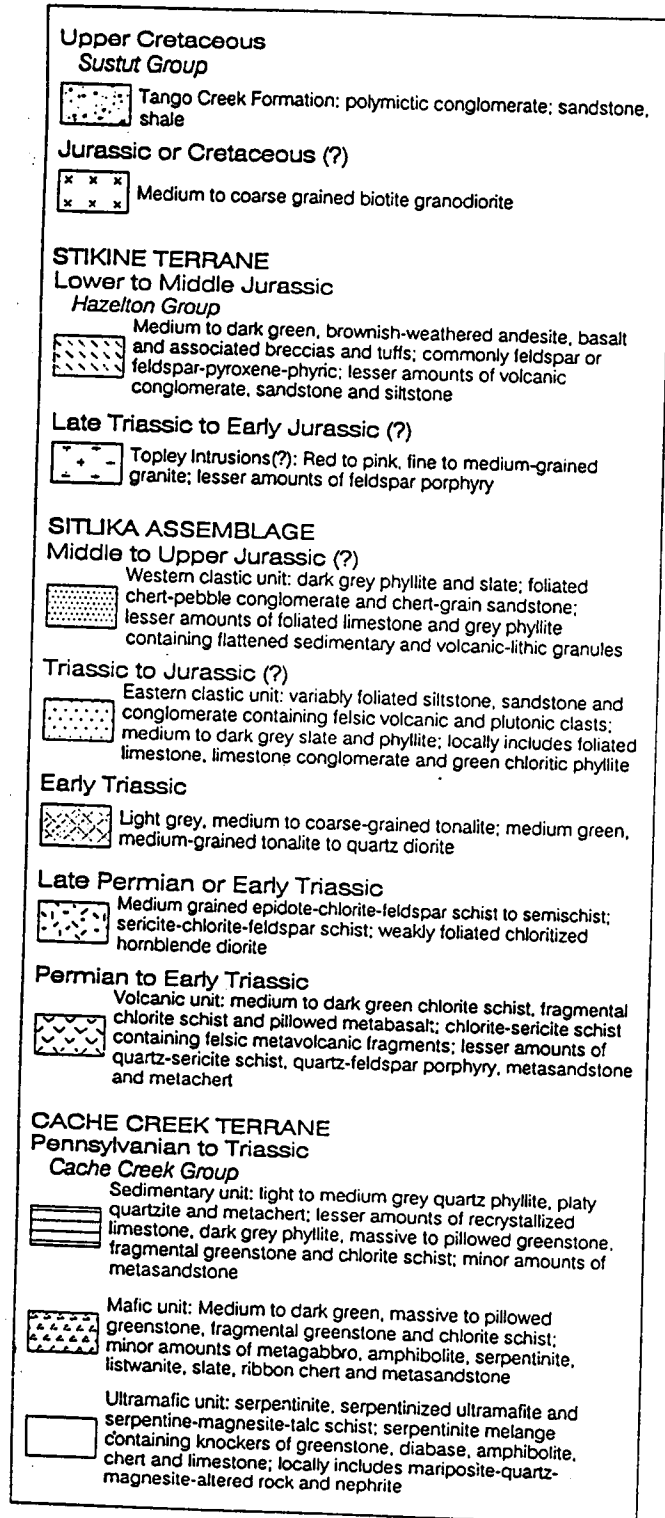 Upper Cretaceous
Sustut Group
Tango Creek Formation: polymictic conglomerate; sandstone,
shale
Jurassic or Cretaceous (?)
Medium to coarse grained biotite granodiorite
STIKINE TERRANE
Lower to Middle Jurassic
Hazelton Group
Medium to dark green, brownish-weathered andesite, basalt
and associated breccias and tuffs; commonly feldspar or
feldspar-pyroxene-phyric; lesser amounts of volcanic
conglomerate, sandstone and siltstone
Late Triassic to Early Jurassic (?)
Topley Intrusions(?): Red to pink, fine to medium-grained
granite; lesser amounts of feldspar porphyry
SITLIKA ASSEMBLAGE
Middle to Upper Jurassic (?)
Western clastic unit: dark grey phyllite and slate; foliated
chert-pebble conglomerate and chert-grain sandstone;
lesser amounts of foliated limestone and grey phyllite
containing flattened sedimentary and volcanic-lithic granules
Triassic to Jurassic (?)
Eastern clastic unit: variably foliated siltstone, sandstone and
conglomerate containing felsic volcanic and plutonic clasts;
medium to dark grey slate and phyllite; locally includes foliated
limestone, limestone conglomerate and green chloritic phyllite
Early Triassic
Light grey, medium to coarse-grained tonalite; medium green,
medium-grained tonalite to quartz diorite
Late Permian or Early Triassic
Medium grained epidote-chlorite-feldspar schist to semischist;
sericite-chlorite-feldspar schist; weakly foliated chloritized
hornblende diorite
Permian to Early Triassic
Volcanic unit: medium to dark green chlorite schist, fragmental
chlorite schist and pillowed metabasalt; chlorite-sericite schist
containing felsic metavolcanic fragments; lesser amounts of
quartz-sericite schist, quartz-feldspar porphyry, metasandstone
and metachert
CACHE CREEK TERRANE
Pennsylvanian to Triassic
Cache Creek Group
Sedimentary unit: light to medium grey quartz phyllite, platy
quartzite and metachert; lesser amounts of recrystallized
limestone, dark grey phyllite, massive to pillowed greenstone,
fragmental greenstone and chlorite schist; minor amounts of
metasandstone
Mafic unit: Medium to dark green, massive to pillowed
greenstone, fragmental greenstone and chlorite schist;
minor amounts of metagabbro, amphibolite, serpentinite,
listwanite, slate, ribbon chert and metasandstone
Ultramafic unit: serpentinite, serpentinized ultramafite and
serpentine-magnesite-talc schist; serpentinite melange
containing knockers of greenstone, diabase, amphibolite,
chert and limestone; locally includes mariposite-quartz-
magnesite-altered rock and nephrite